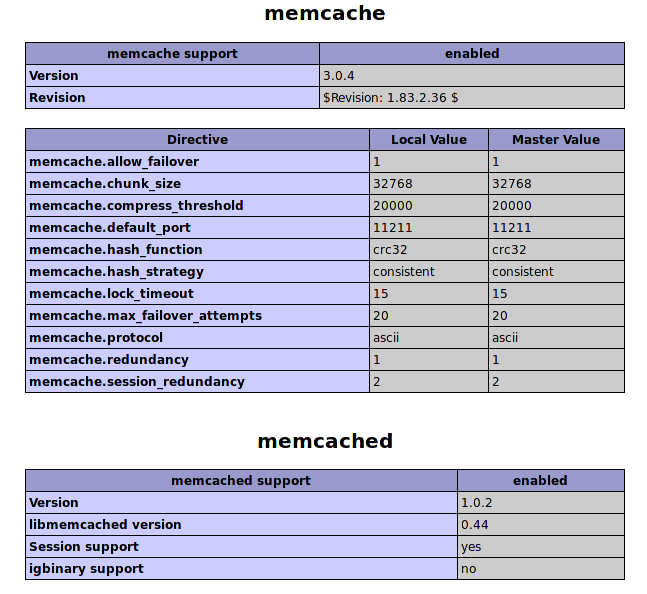 memcache
memcache support enabled
Version 3.0.4
Revision $Revision: 1.83.2.36 $
Directive Local Value Master Value
memcache.allow_failover 1 1
memcache.chunk_size 32768 32768
memcache.compress_threshold 20000 20000
memcache.default_port 11211 11211
memcache.hash_function crc32 crc32
memcache.hash_strategy consistent consistent
memcache.lock_timeout 15 15
memcache.max_failover_attempts 20 20
memcache.protocol ascii ascii
memcache.redundancy 1 1
memcache.session_redundancy 2 2
memcached
memcached support enabled
Version 1.0.2
libmemcached version 0.44
Session support yes
igbinary support no